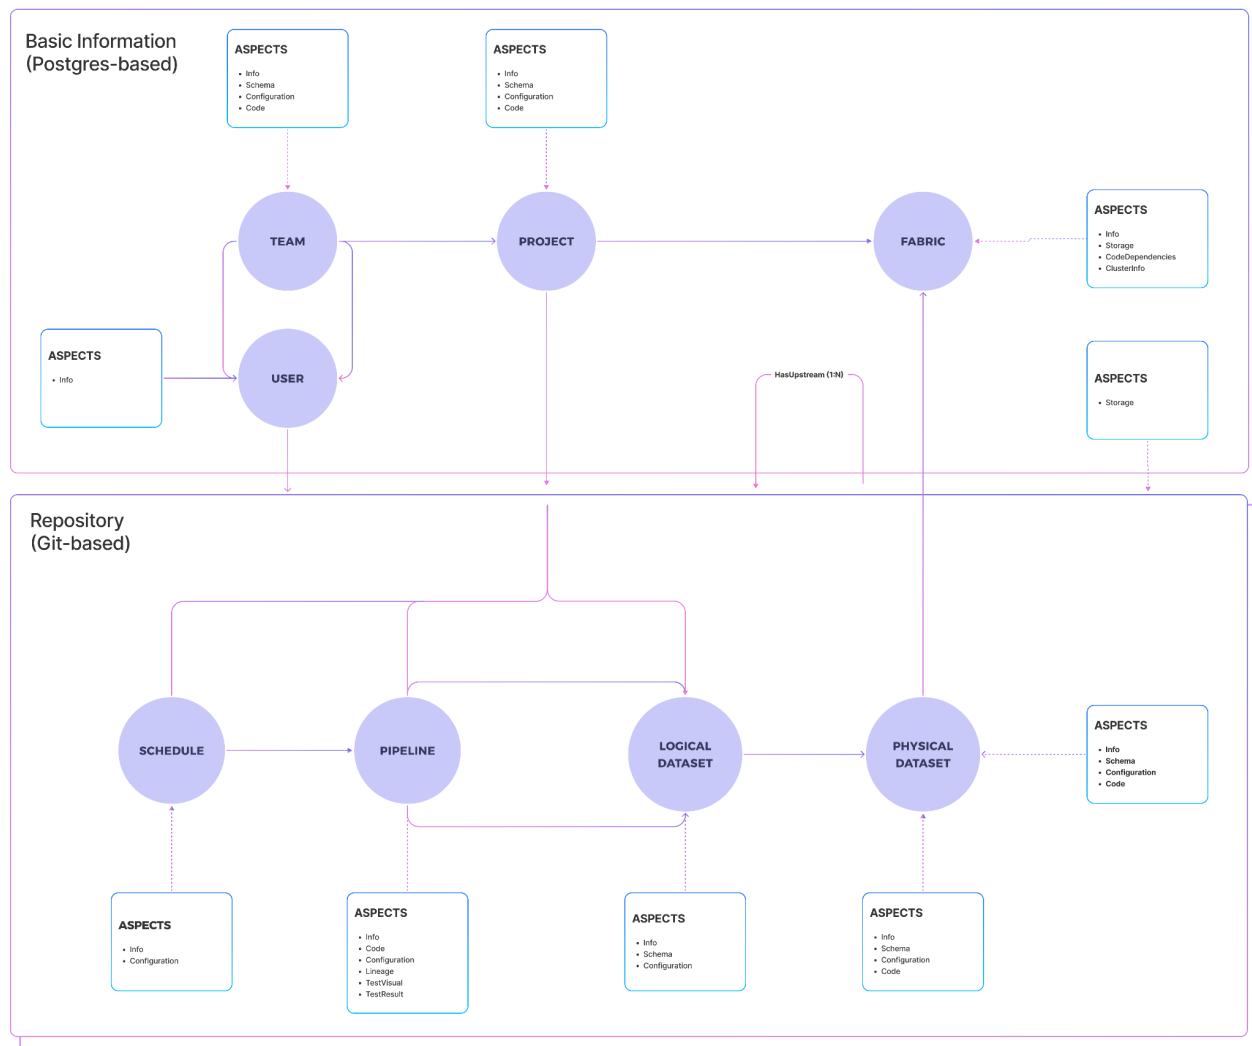 Basic Information
(Postgres-based)
ASPECTS
• Info
• Schema
• Configuration
• Code
ASPECTS
• Info
• Schema
• Configuration
• Code
TEAM
PROJECT
FABRIC
ASPECTS
• Info
• Storage
• CodeDependencies
• ClusterInfo
ASPECTS
• Info
USER
HasUpstream (1:N)
ASPECTS
• Storage
Repository
(Git-based)
SCHEDULE
PIPELINE
LOGICAL
DATASET
PHYSICAL
DATASET
ASPECTS
• Info
• Schema
• Configuration
• Code
ASPECTS
• Info
• Configuration
ASPECTS
• Info
• Code
• Configuration
• Lineage
• TestVisual
• TestResult
ASPECTS
• Info
• Schema
• Configuration
ASPECTS
• Info
• Schema
• Configuration
• Code